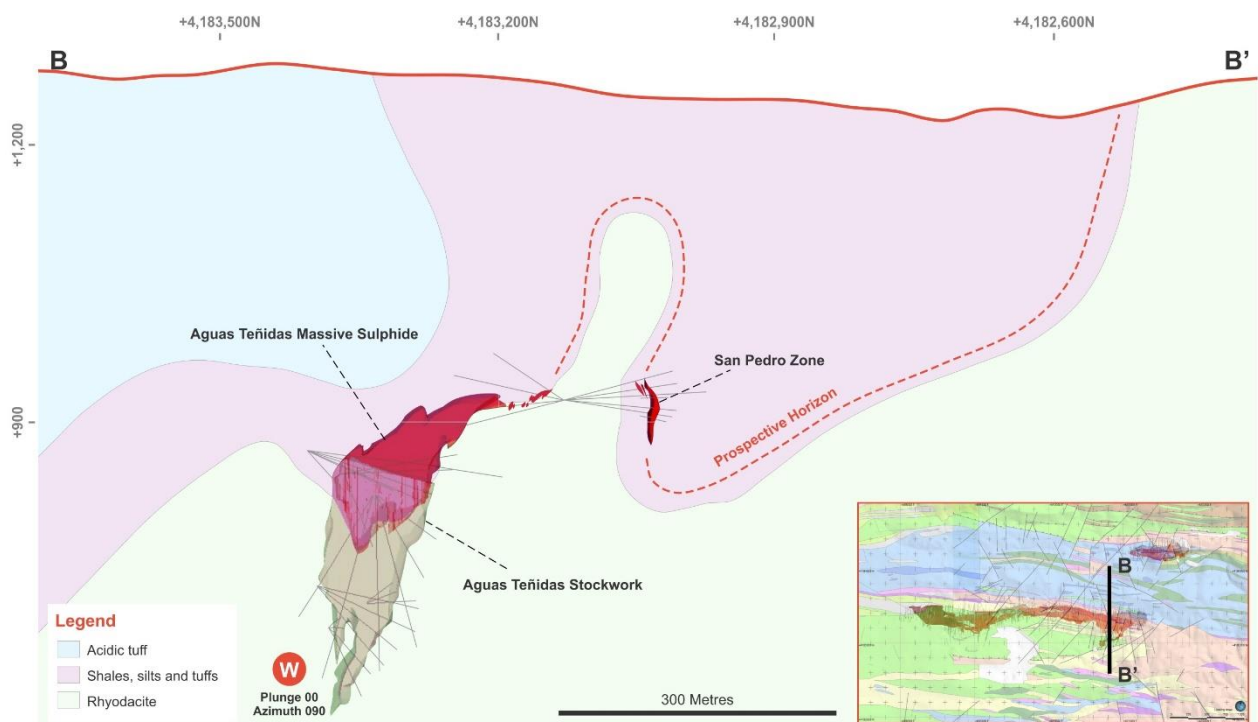 +4,183,500N
+4,183,200N
+4,182,900N
+4,182,600N
B
B’
+1,200
Aguas Teñidas Massive Sulphide
San Pedro Zone
+900
Prospective Horizon
Aguas Teñidas Stockwork
Legend
Acidic tuff
Shales, silts and tuffs
Rhyodacite
W
Plunge 00
Azimuth 090
300 Metres
B
B’